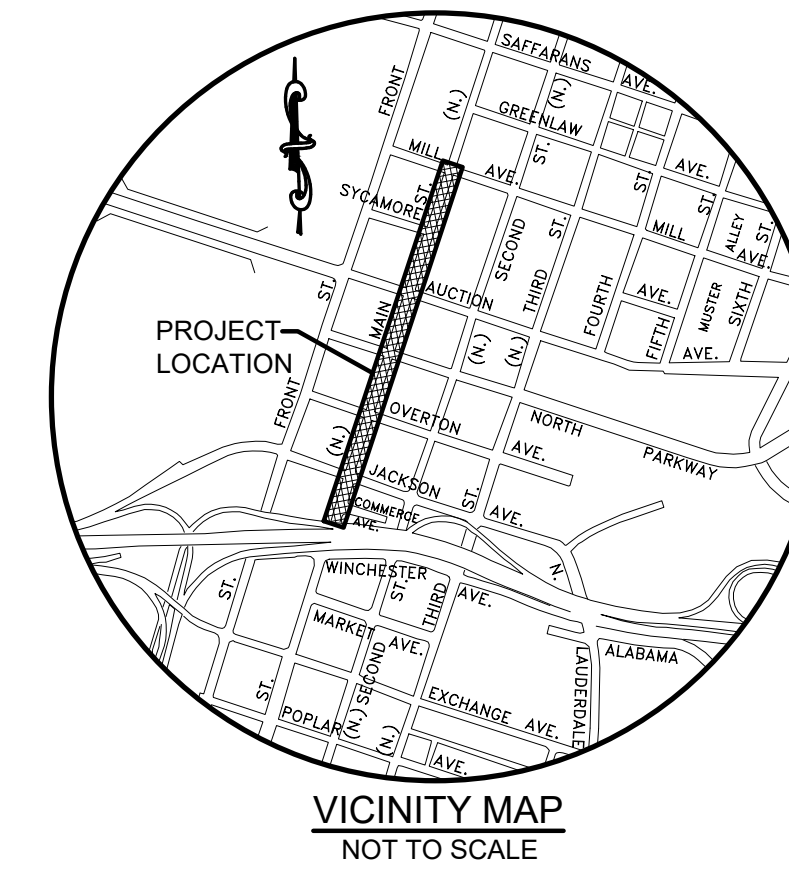 SAFFARANS
AVE.
FRONT
(N.)
(N.)
GREENLAW
MILL
ST.
AVE.
AVE.
SYCAMORE
ST.
ST.
ST.
MILL
ALLEY
ST.
AVE.
SECOND
THIRD
ST.
ST.
AUCTION
MAIN
FOURTH
AVE.
MUSTER
SIXTH
FIFTH
AVE.
PROJECT
LOCATION
(N.)
(N.)
FRONT
OVERTON
NORTH
PARKWAY
(N.)
AVE.
JACKSON
ST.
COMMERCE
AVE.
AVE.
WINCHESTER
N.
ST.
ST.
THIRD
AVE.
MARKET
AVE.
SECOND
LAUDERDALE
ALABAMA
ST.
EXCHANGE AVE.
POPLAR
(N.)
(N.)
AVE.
VICINITY MAP
NOT TO SCALE